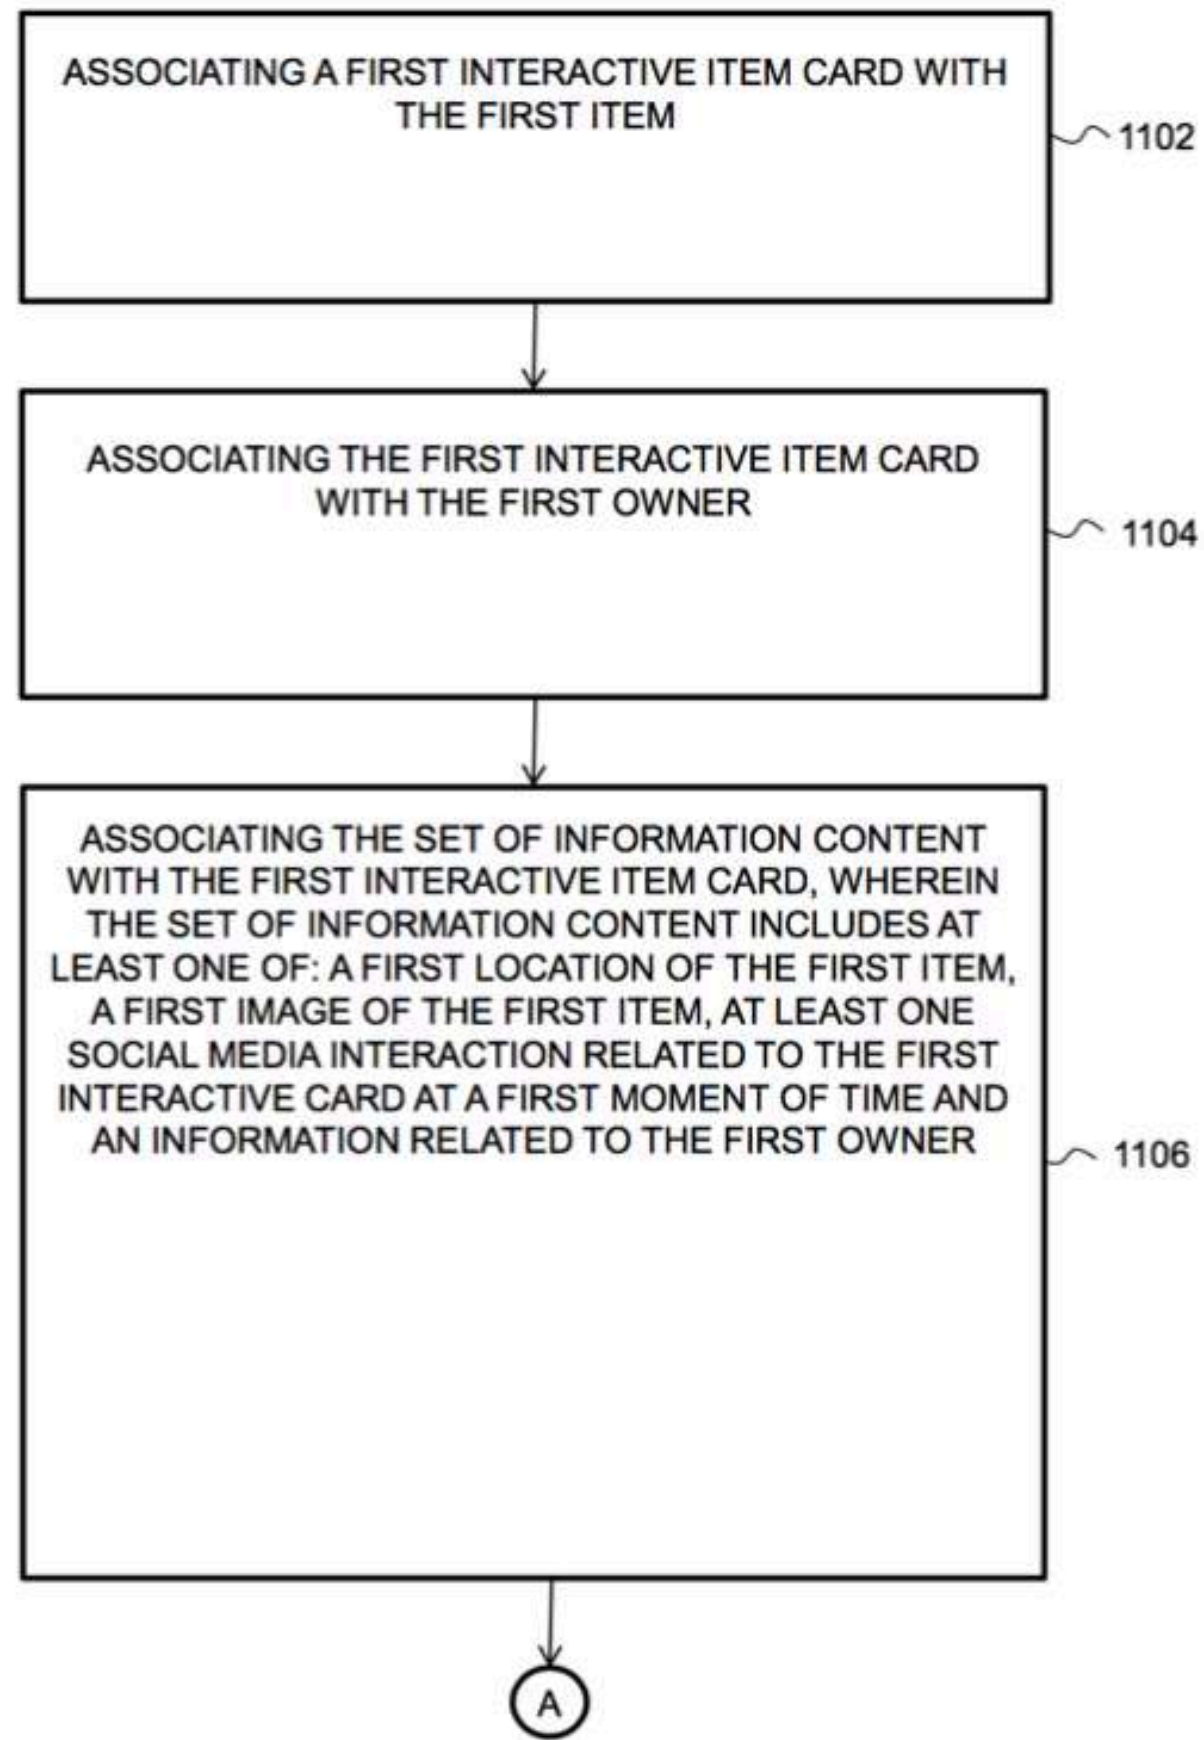 ASSOCIATING A FIRST INTERACTIVE ITEM CARD WITH
THE FIRST ITEM
1102
ASSOCIATING THE FIRST INTERACTIVE ITEM CARD
WITH THE FIRST OWNER
1104
ASSOCIATING THE SET OF INFORMATION CONTENT
WITH THE FIRST INTERACTIVE ITEM CARD, WHEREIN
THE SET OF INFORMATION CONTENT INCLUDES AT
LEAST ONE OF: A FIRST LOCATION OF THE FIRST ITEM,
A FIRST IMAGE OF THE FIRST ITEM, AT LEAST ONE
SOCIAL MEDIA INTERACTION RELATED TO THE FIRST
INTERACTIVE CARD AT A FIRST MOMENT OF TIME AND
AN INFORMATION RELATED TO THE FIRST OWNER
1106
A